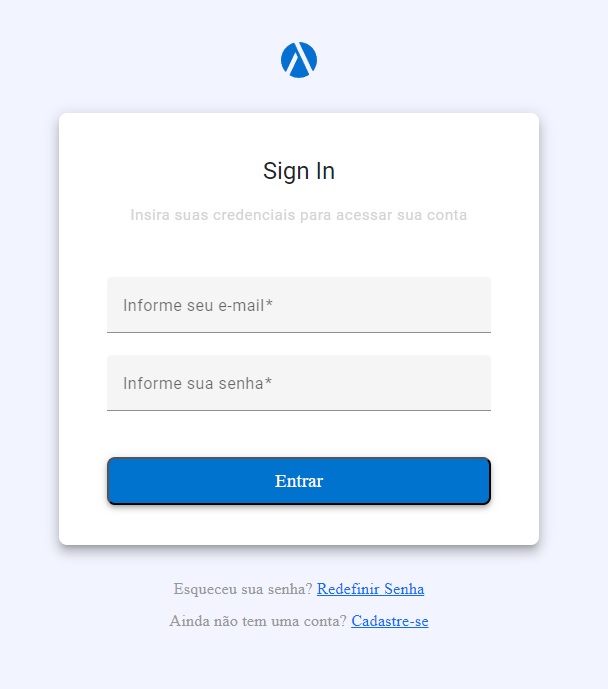 Sign In
Insira suas credenciais para acessar sua conta
Informe seu e-mail*
Informe sua senha*
Entrar
Esqueceu sua senha? Redefinir Senha
Ainda não tem uma conta? Cadastre-se